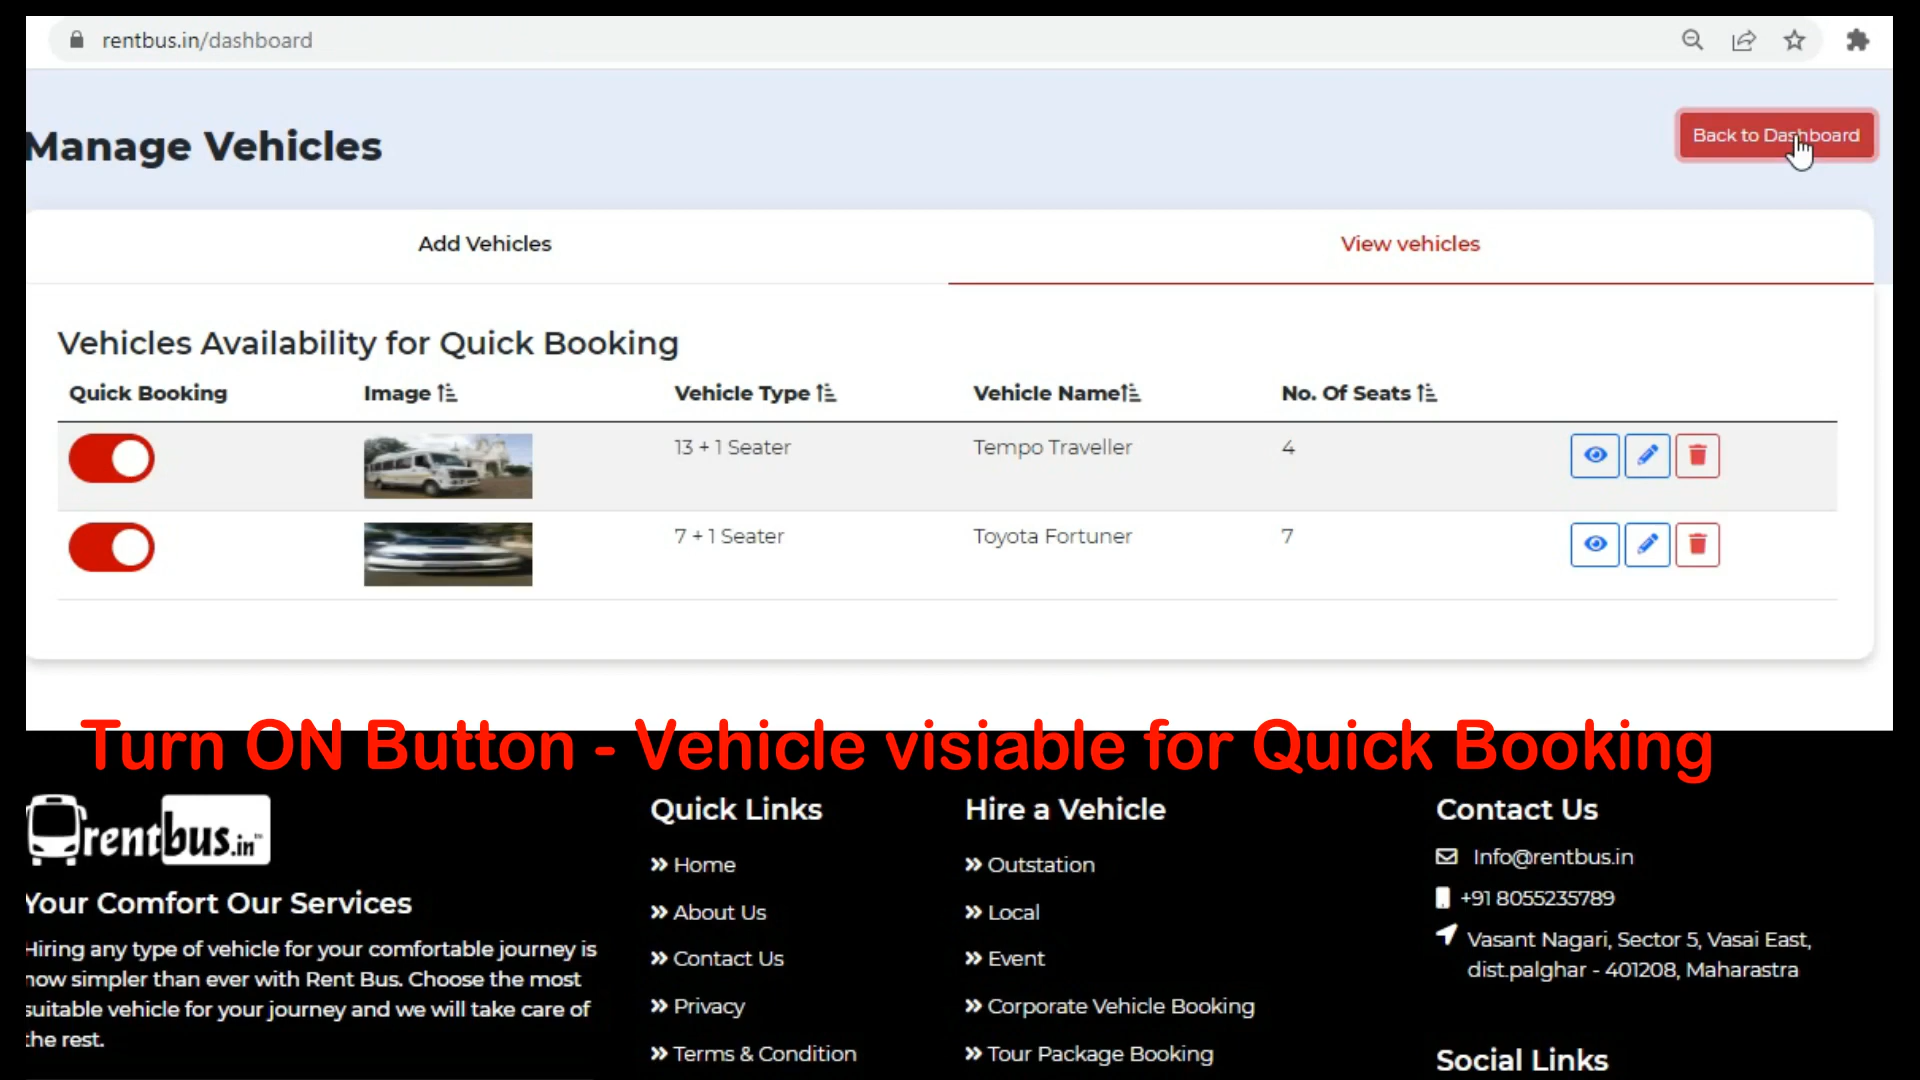 rentbus.in/dashboard
Manage Vehicles
Back to Dashboard
Add Vehicles
View vehicles
Vehicles Availability for Quick Booking
Quick Booking Image Vehicle Type Vehicle Name No. Of Seats
13 + 1 Seater Tempo Traveller 4
7 + 1 Seater Toyota Fortuner 7
Turn ON Button - Vehicle visiable for Quick Booking
rentbus.in
Your Comfort Our Services
Hiring any type of vehicle for your comfortable journey is
now simpler than ever with Rent Bus. Choose the most
suitable vehicle for your journey and we will take care of
the rest.
Quick Links
Home
About Us
Contact Us
Privacy
Terms & Condition
Hire a Vehicle
Outstation
Local
Event
Corporate Vehicle Booking
Tour Package Booking
Contact Us
Info@rentbus.in
+91 8055235789
Vasant Nagari, Sector 5, Vasai East,
dist.palghar - 401208, Maharastra
Social Links